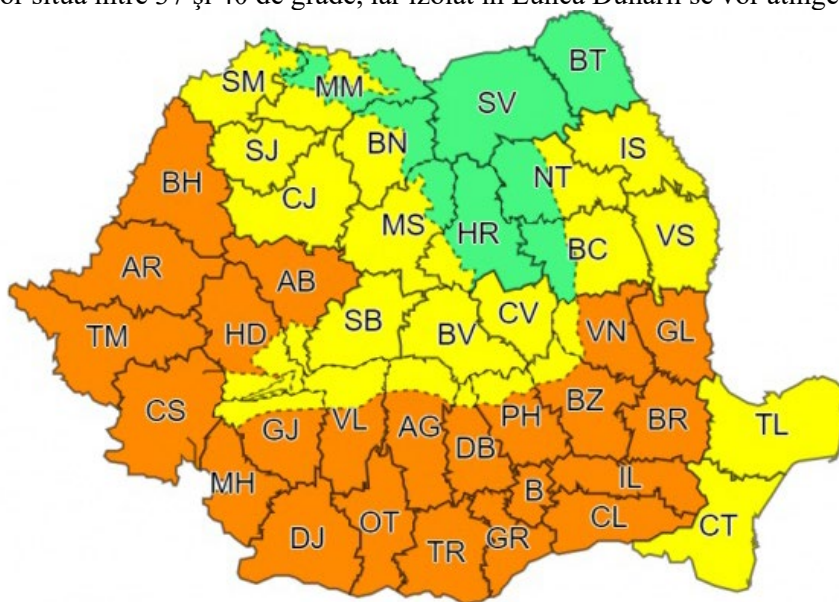 or situa între 37 şi 40 de grade, iar izolat în Lunca Dunării se vor atinge
BT
SM
MM
SV
SJ
BN
IS
BH
NT
CJ
MS
HR
BC
VS
AR
AB
TM
HD
SB
BV
CV
VN
GL
CS
GJ
VL
AG
DB
PH
BZ
BR
TL
MH
B
IL
DJ
OT
TR
GR
CL
CT